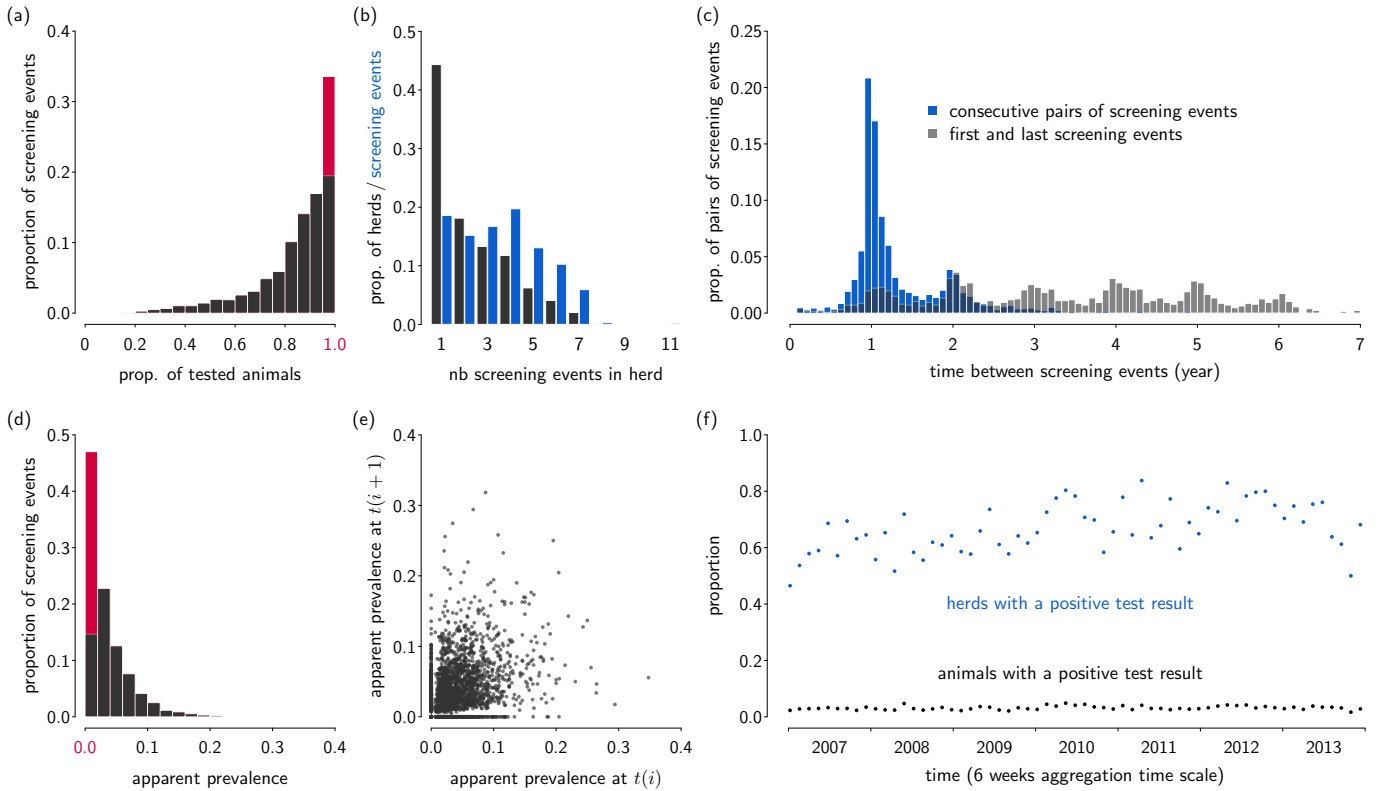 (a)
proportion of screening events
0.4
0.3
0.2
0.1
0.0
0 0.2 0.4 0.6 0.8 1.0
prop. of tested animals
(b)
prop. of herds / screening events
0.5
0.4
0.3
0.2
0.1
0.0
1 3 5 7 9 11
nb screening events in herd
(c)
prop. of pairs of screening events
0.25
0.20
0.15
0.10
0.05
0.00
consecutive pairs of screening events
first and last screening events
0 1 2 3 4 5 6 7
time between screening events (year)
(d)
proportion of screening events
0.5
0.4
0.3
0.2
0.1
0.0
0.0 0.1 0.2 0.3 0.4
apparent prevalence
(e)
apparent prevalence at t(i + 1)
0.4
0.3
0.2
0.1
0.0
0.0 0.1 0.2 0.3 0.4
apparent prevalence at t(i)
(f)
proportion
1.0
0.8
0.6
0.4
0.2
0.0
herds with a positive test result
animals with a positive test result
2007 2008 2009 2010 2011 2012 2013
time (6 weeks aggregation time scale)